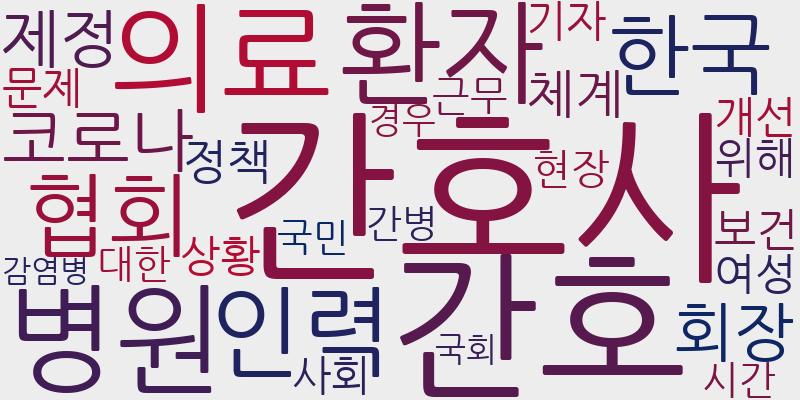 제정
의료
환자
기자
한국
문제
근무
체계
코로나
경우
개선
정책
간호사
현장
위해
협회
국민
간병
보건
감염병
대한
상황
여성
병원
인력
간호
국회
회장
사회
시간